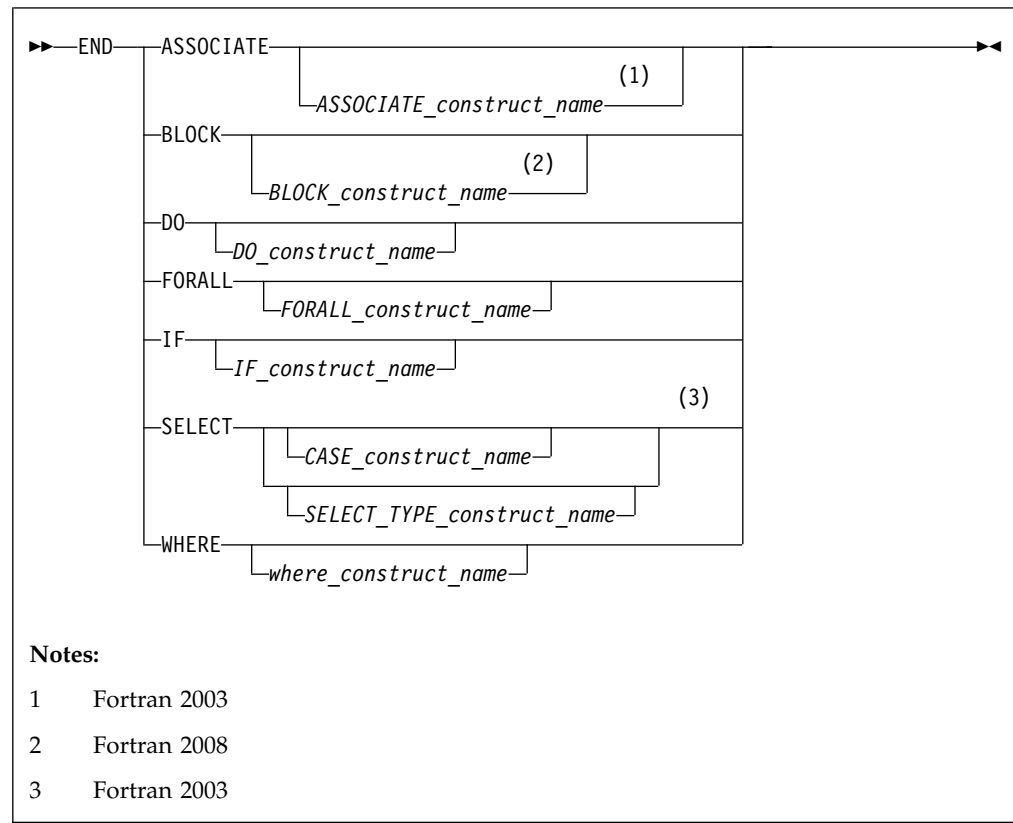 END ASSOCIATE
(1)
ASSOCIATE_construct_name
BLOCK
(2)
BLOCK_construct_name
DO
DO_construct_name
FORALL
FORALL_construct_name
IF
IF_construct_name
(3)
SELECT
CASE_construct_name
SELECT_TYPE_construct_name
WHERE
where_construct_name
Notes:
1 Fortran 2003
2 Fortran 2008
3 Fortran 2003